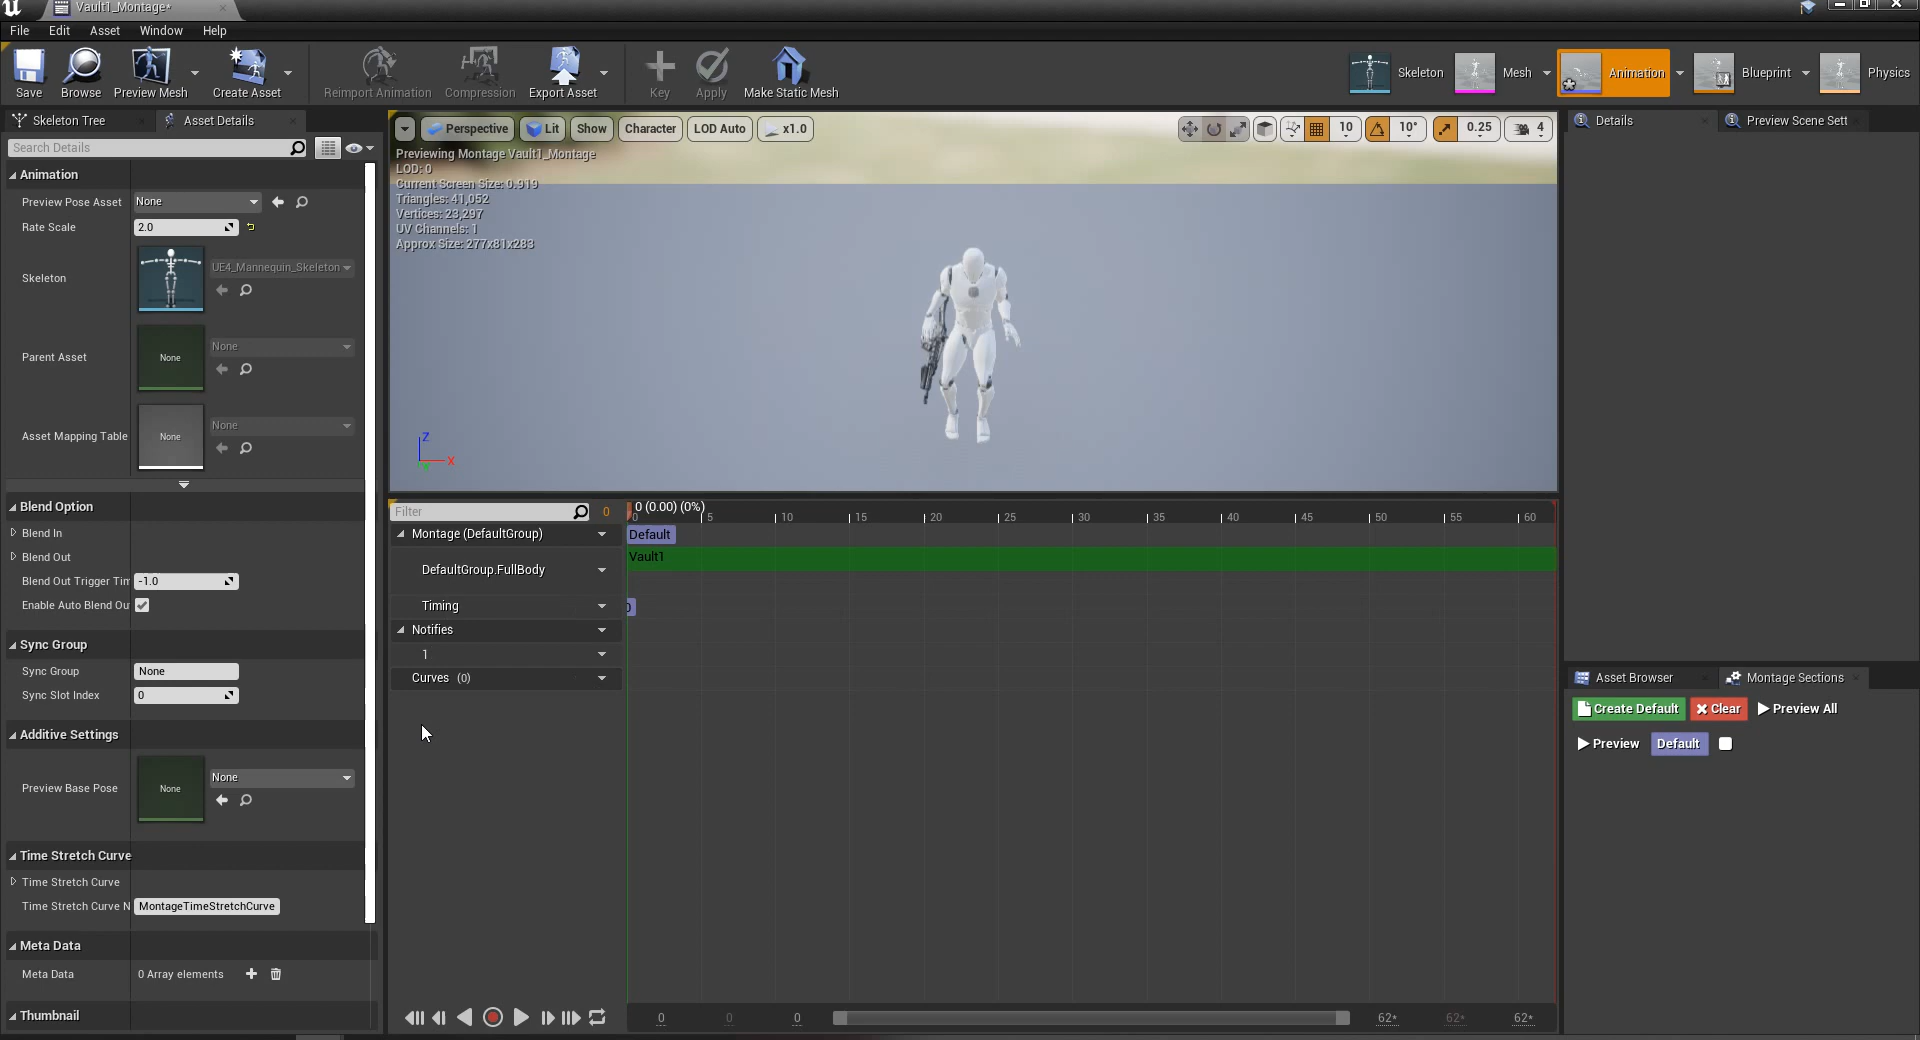 Vault1_Montage*
File Edit Asset Window Help
Save Browse Preview Mesh Create Asset Reimport Animation Compression Export Asset Key Apply Make Static Mesh Skeleton Mesh Animation Blueprint Physics
Skeleton Tree Asset Details
Search Details
Animation
Preview Pose Asset None
Rate Scale 2.0
Skeleton UE4_Mannequin_Skeleton
Parent Asset None None
Asset Mapping Table None None
Blend Option
Blend In
Blend Out
Blend Out Trigger Tim -1.0
Enable Auto Blend Ou
Sync Group
Sync Group None
Sync Slot Index 0
Additive Settings
Preview Base Pose None None
Time Stretch Curve
Time Stretch Curve
Time Stretch Curve N MontageTimeStretchCurve
Meta Data
Meta Data 0 Array elements
Thumbnail
Perspective Lit Show Character LOD Auto x1.0 10 10° 0.25 4
Previewing Montage Vault1_Montage
LOD: 0
Current Screen Size: 0.919
Triangles: 41,052
Vertices: 23,297
UV Channels: 1
Approx Size: 277x81x283
Z
X
Filter 0 0 (0.00) (0%)
0 5 10 15 20 25 30 35 40 45 50 55 60
Montage (DefaultGroup) Default
Vault1
DefaultGroup.FullBody
Timing
Notifies
1
Curves (0)
0 0 0 62* 62* 62*
Details Preview Scene Sett
Asset Browser Montage Sections
Create Default Clear Preview All
Preview Default